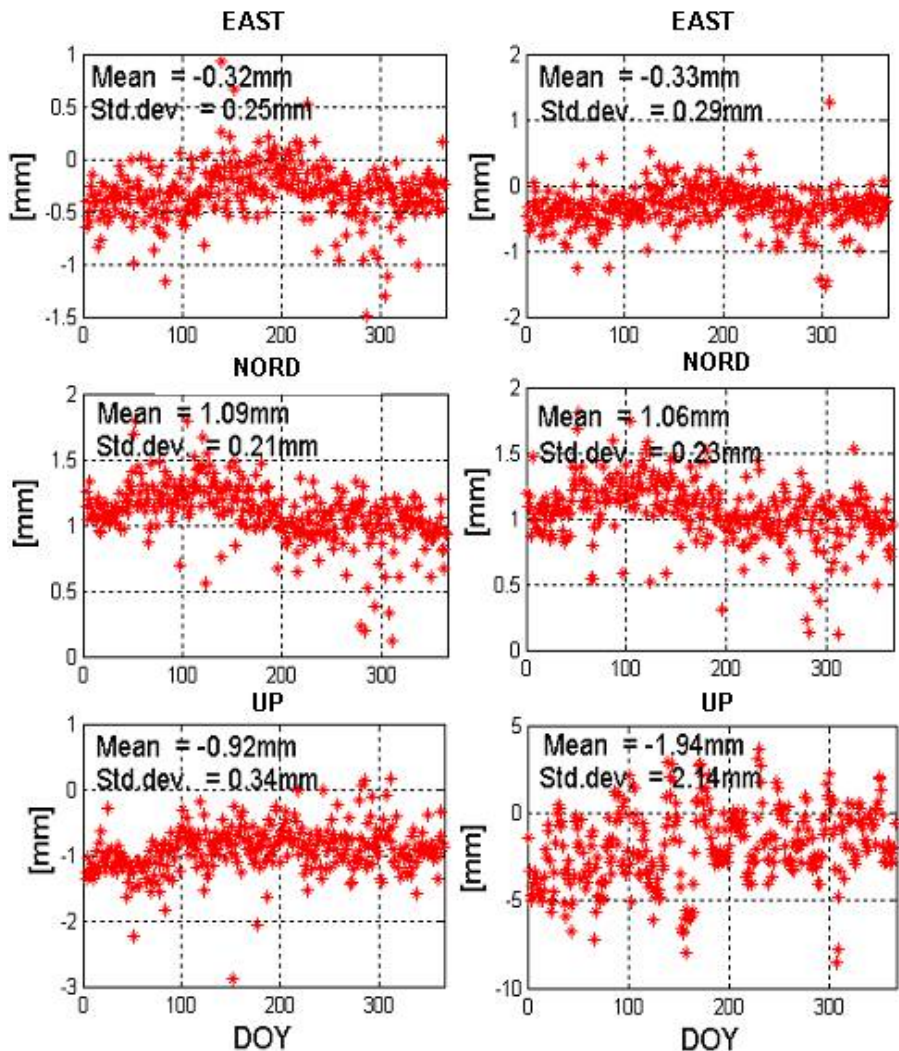 EAST
Mean = -0.32mm
Std.dev. = 0.25mm
1
0.5
0
-0.5
-1
-1.5
[mm]
0 100 200 300
EAST
Mean = -0.33mm
Std.dev. = 0.29mm
2
1
0
-1
-2
[mm]
0 100 200 300
NORD
Mean = 1.09mm
Std.dev. = 0.21mm
2
1.5
1
0.5
0
[mm]
0 100 200 300
NORD
Mean = 1.06mm
Std.dev. = 0.23mm
2
1.5
1
0.5
0
[mm]
0 100 200 300
UP
Mean = -0.92mm
Std.dev. = 0.34mm
1
0
-1
-2
-3
[mm]
0 100 200 300
DOY
UP
Mean = -1.94mm
Std.dev. = 2.14mm
5
0
-5
-10
[mm]
0 100 200 300
DOY